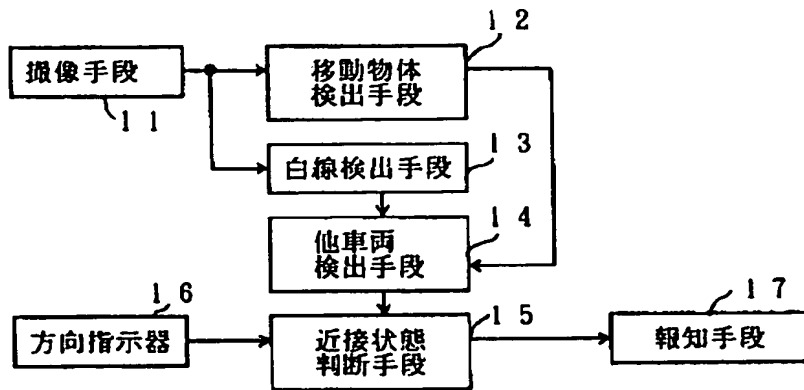 １２
撮像手段
１１
移動物体
検出手段
１３
白線検出手段
１４
他車両
検出手段
１６
方向指示器
１５
近接状態
判断手段
１７
報知手段